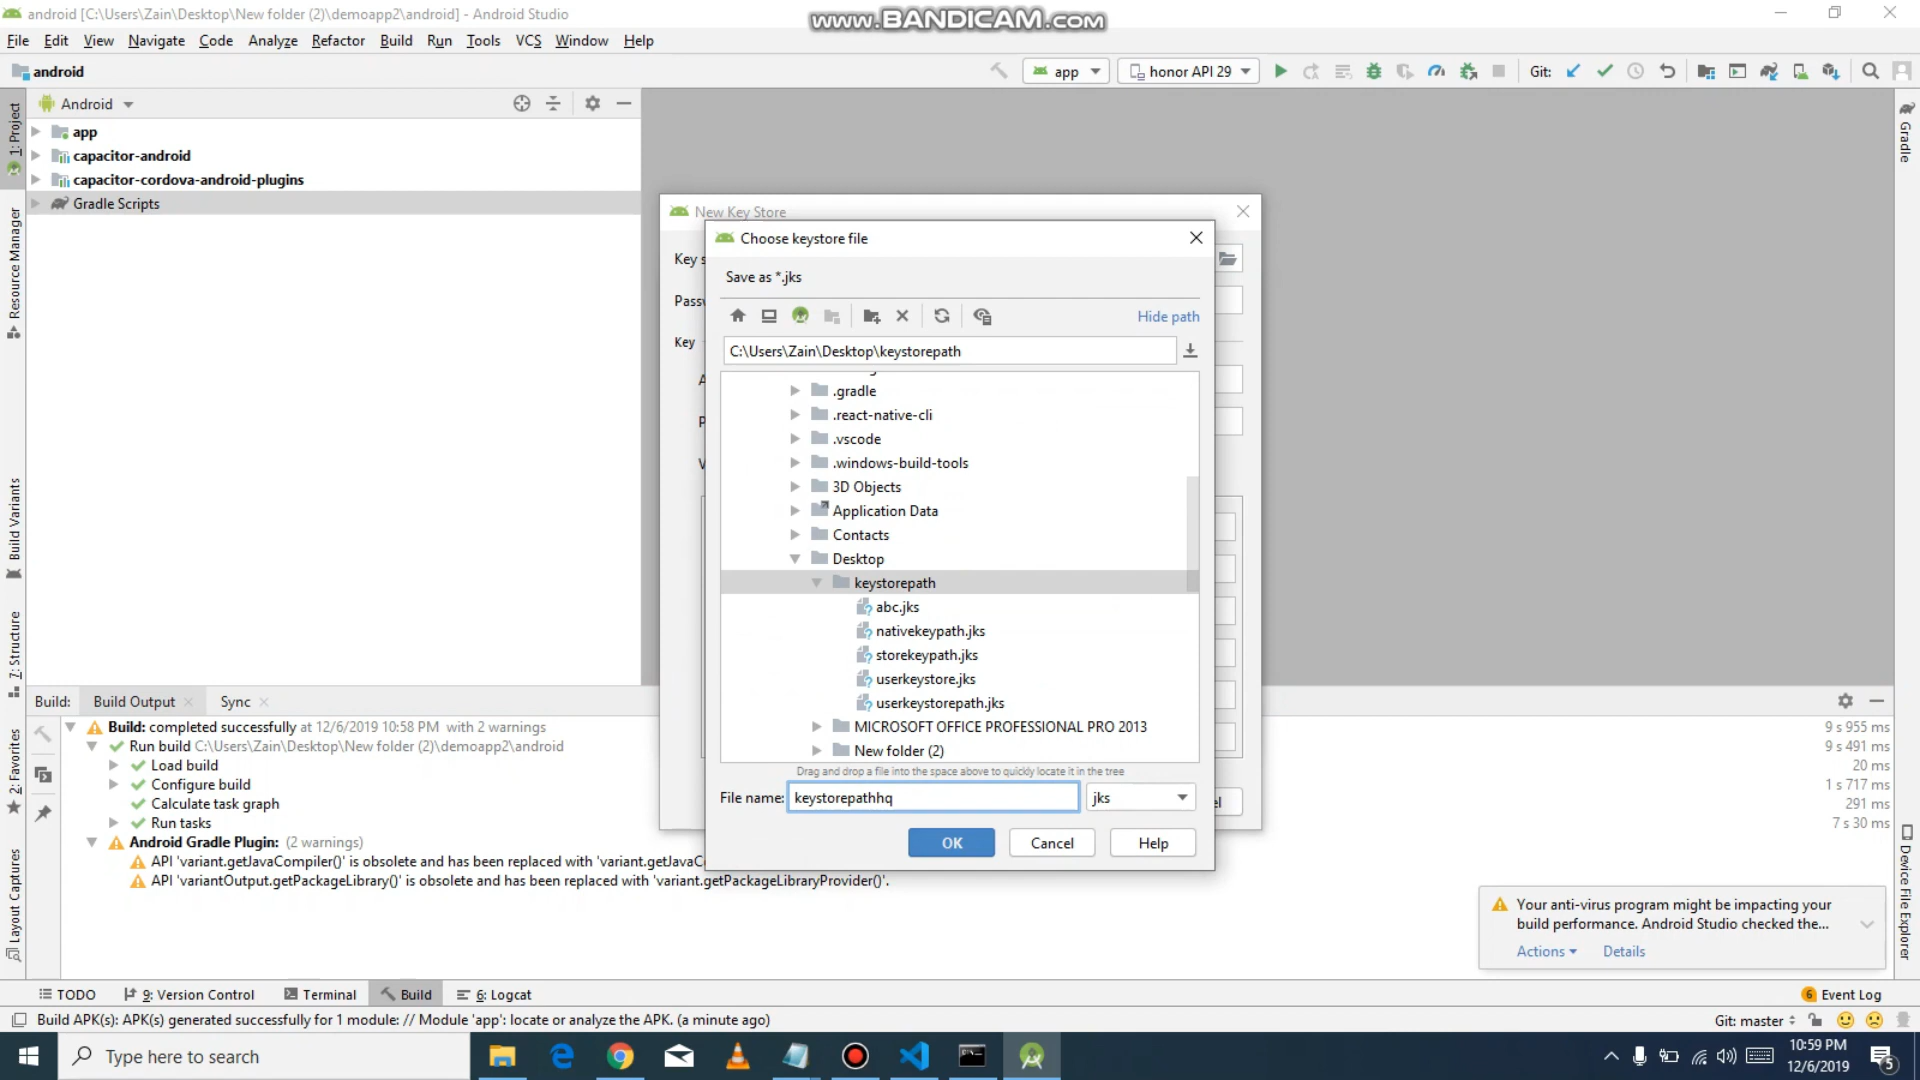 android [C:\Users\Zain\Desktop\New folder (2)\demoapp2\android] - Android Studio
www.BANDICAM.com
File Edit View Navigate Code Analyze Refactor Build Run Tools VCS Window Help
android
app
honor API 29
Git:
1: Project
Resource Manager
Build Variants
7: Structure
2: Favorites
Layout Captures
Android
app
capacitor-android
capacitor-cordova-android-plugins
Gradle Scripts
Gradle
Device File Explorer
New Key Store
Key s
Passw
Key
Choose keystore file
Save as *.jks
Hide path
C:\Users\Zain\Desktop\keystorepath
.gradle
.react-native-cli
.vscode
.windows-build-tools
3D Objects
Application Data
Contacts
Desktop
keystorepath
abc.jks
nativekeypath.jks
storekeypath.jks
userkeystore.jks
userkeystorepath.jks
MICROSOFT OFFICE PROFESSIONAL PRO 2013
New folder (2)
Drag and drop a file into the space above to quickly locate it in the tree
File name: keystorepathhq jks
OK Cancel Help
Build: Build Output Sync
Build: completed successfully at 12/6/2019 10:58 PM with 2 warnings 9 s 955 ms
Run build C:\Users\Zain\Desktop\New folder (2)\demoapp2\android 9 s 491 ms
Load build 20 ms
Configure build 1 s 717 ms
Calculate task graph 291 ms
Run tasks 7 s 30 ms
Android Gradle Plugin: (2 warnings)
API 'variant.getJavaCompiler()' is obsolete and has been replaced with 'variant.getJavaC
API 'variantOutput.getPackageLibrary()' is obsolete and has been replaced with 'variant.getPackageLibraryProvider()'.
Your anti-virus program might be impacting your
build performance. Android Studio checked the...
Actions Details
TODO 9: Version Control Terminal Build 6: Logcat 6 Event Log
Build APK(s): APK(s) generated successfully for 1 module: // Module 'app': locate or analyze the APK. (a minute ago) Git: master
Type here to search
10:59 PM
12/6/2019
5